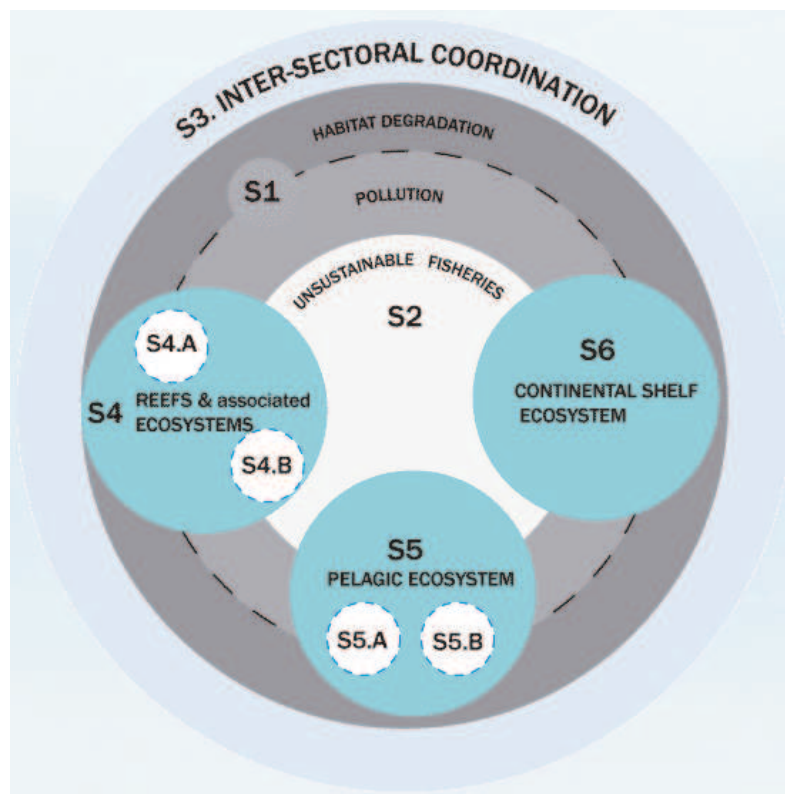 S3. INTER-SECTORAL COORDINATION
HABITAT DEGRADATION
S1
POLLUTION
UNSUSTAINABLE FISHERIES
S2
S4.A
S4 REEFS & associated
ECOSYSTEMS
S4.B
S6
CONTINENTAL SHELF
ECOSYSTEM
S5
PELAGIC ECOSYSTEM
S5.A
S5.B